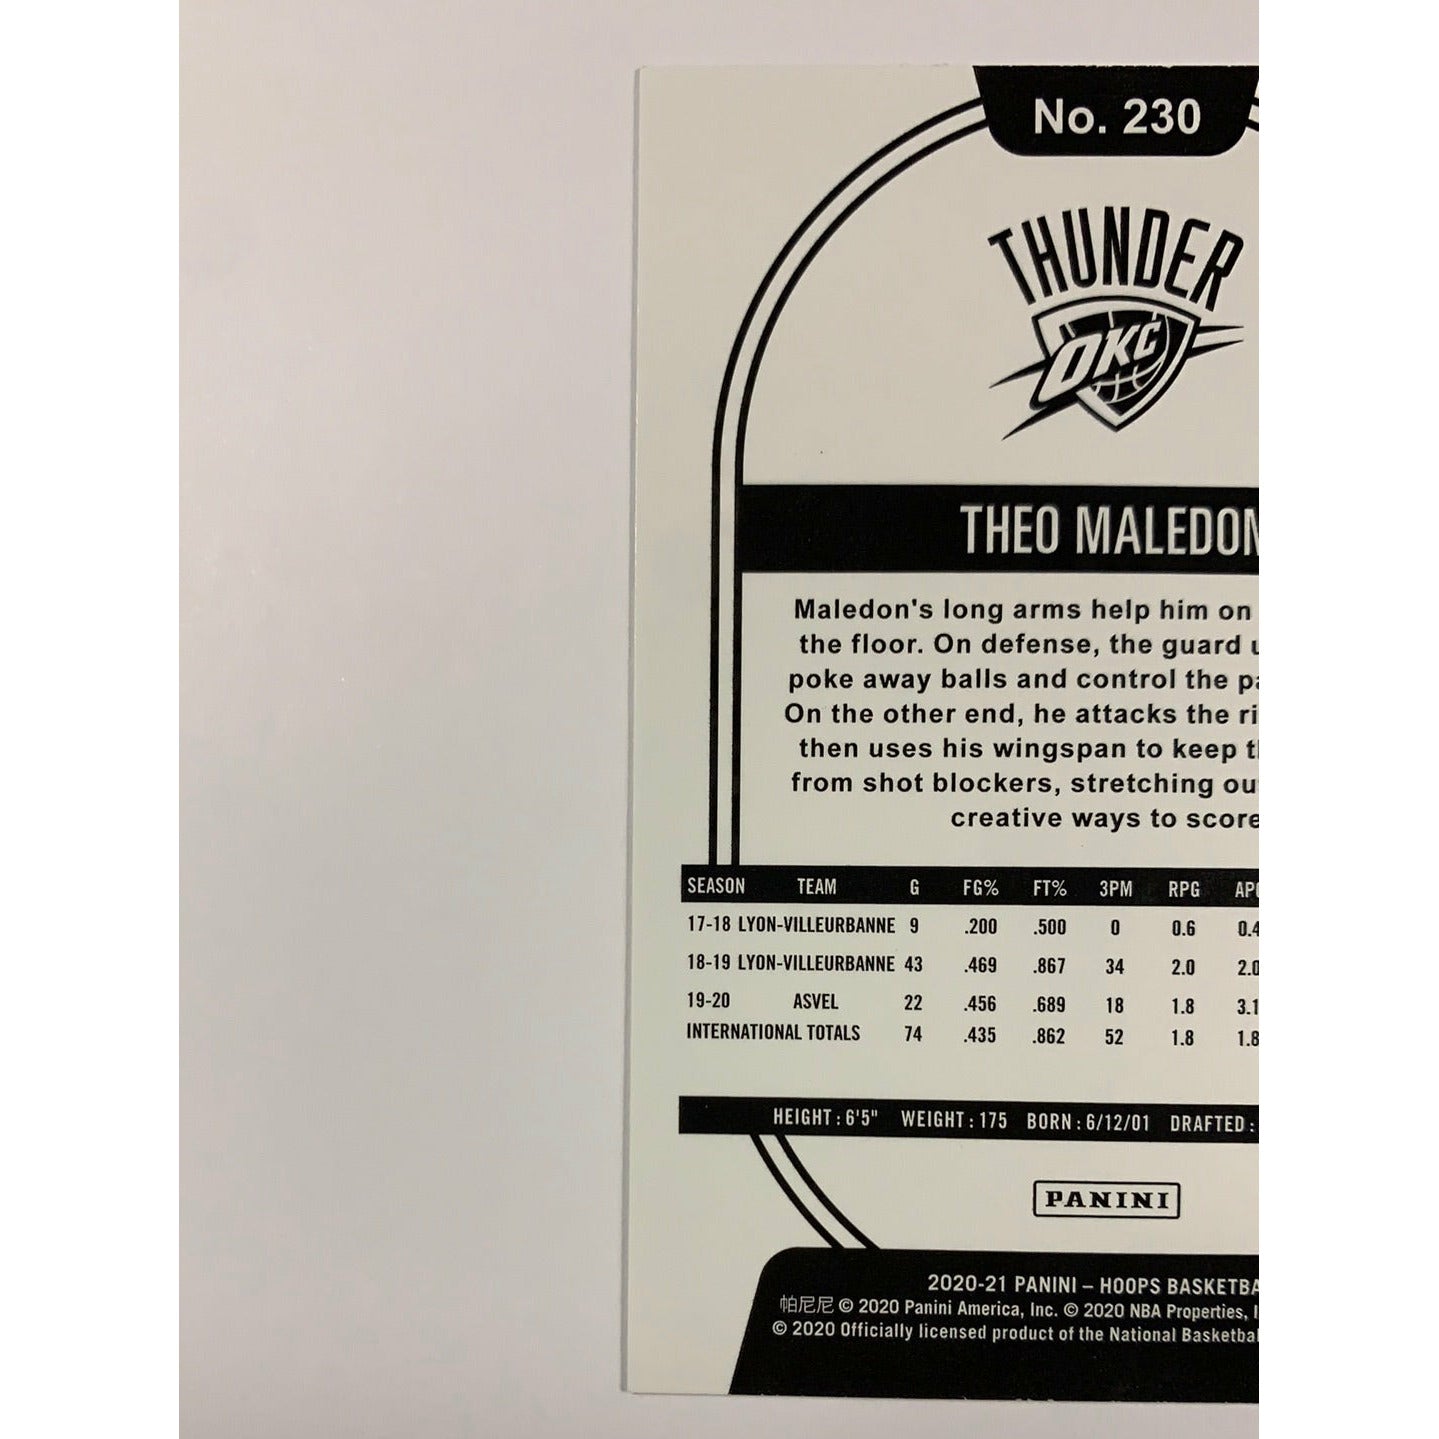 No. 230
THUNDER
OKC
THEO MALEDON
Maledon's long arms help him on
the floor. On defense, the guard
poke away balls and control the
On the other end, he attacks the
then uses his wingspan to keep
from shot blockers, stretching
creative ways to score
SEASON TEAM G FG% FT% 3PM RPG APG
17-18 LYON-VILLEURBANNE 9 .200 .500 0 0.6 0.4
18-19 LYON-VILLEURBANNE 43 .469 .867 34 2.0 2.0
19-20 ASVEL 22 .456 .689 18 1.8 3.1
INTERNATIONAL TOTALS 74 .435 .862 52 1.8 1.8
HEIGHT : 6'5" WEIGHT : 175 BORN : 6/12/01 DRAFTED :
PANINI
2020-21 PANINI – HOOPS BASKETBA
帕尼尼 © 2020 Panini America, Inc. © 2020 NBA Properties,
© 2020 Officially licensed product of the National Basketbal